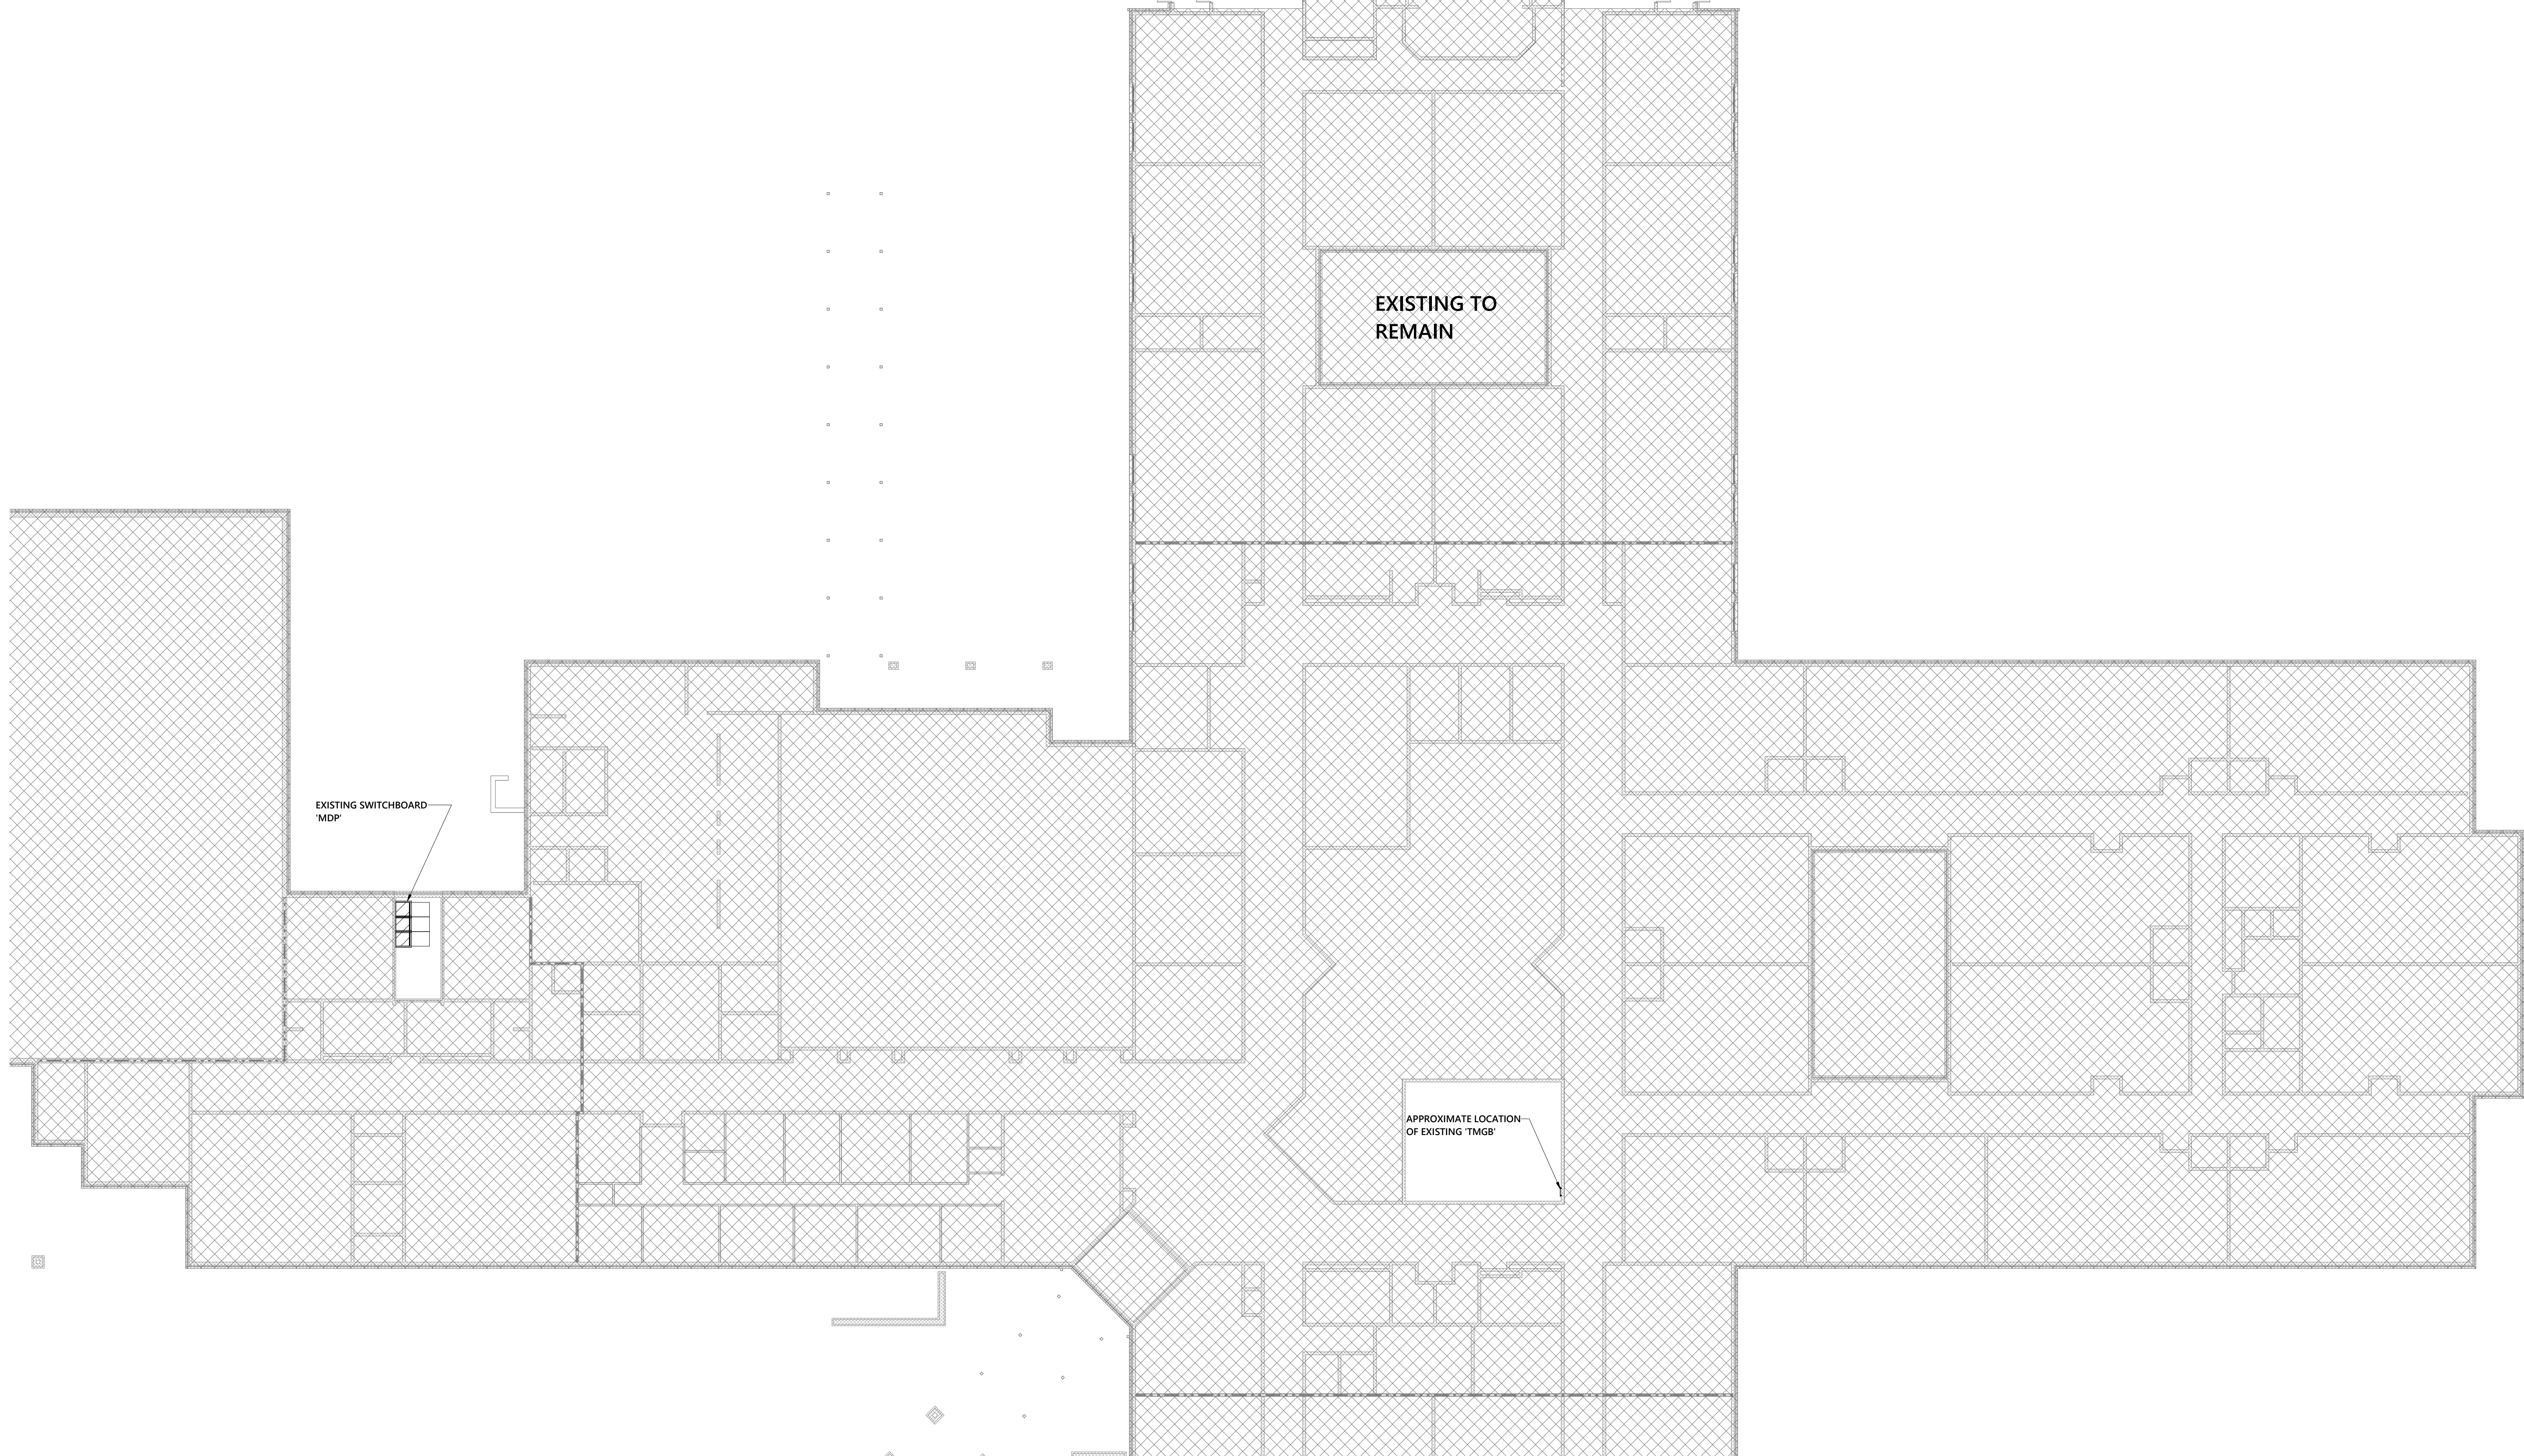 EXISTING TO
REMAIN
EXISTING SWITCHBOARD
'MDP'
APPROXIMATE LOCATION
OF EXISTING 'TMGB'